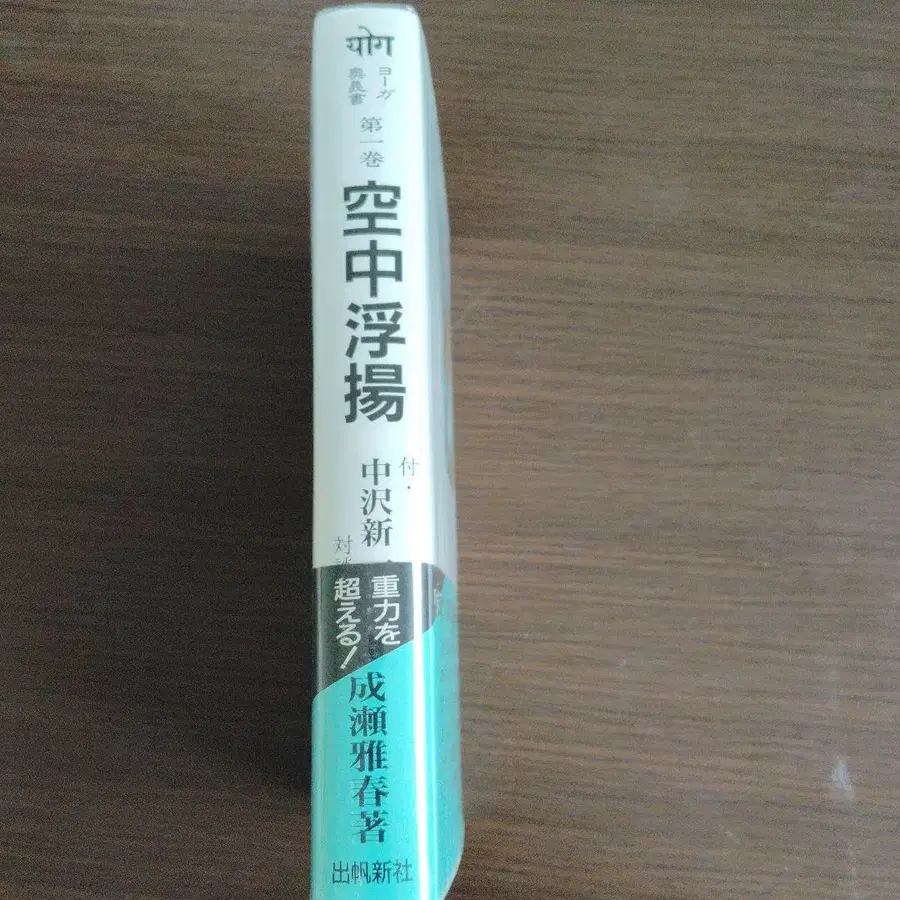 योग
ヨーガ
奥義書
第一巻
空中浮揚
付・
中沢新
対談
重力を
超える!
成瀬雅春著
出帆新社